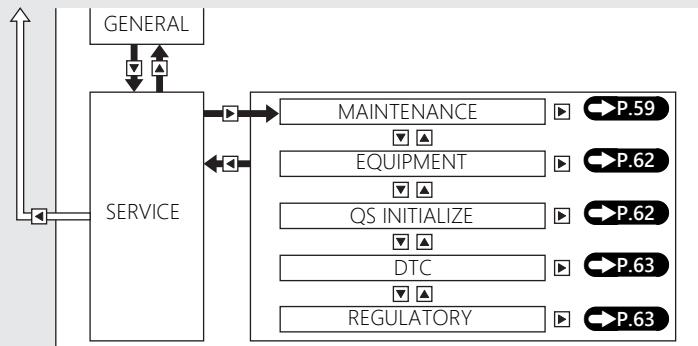 GENERAL
SERVICE
MAINTENANCE P.59
EQUIPMENT P.62
QS INITIALIZE P.62
DTC P.63
REGULATORY P.63